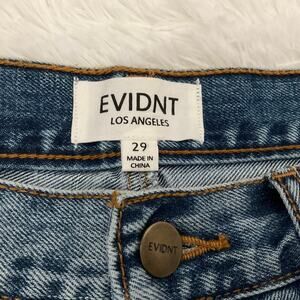 EVIDNT
LOS ANGELES
29
MADE IN
CHINA
EVIDNT